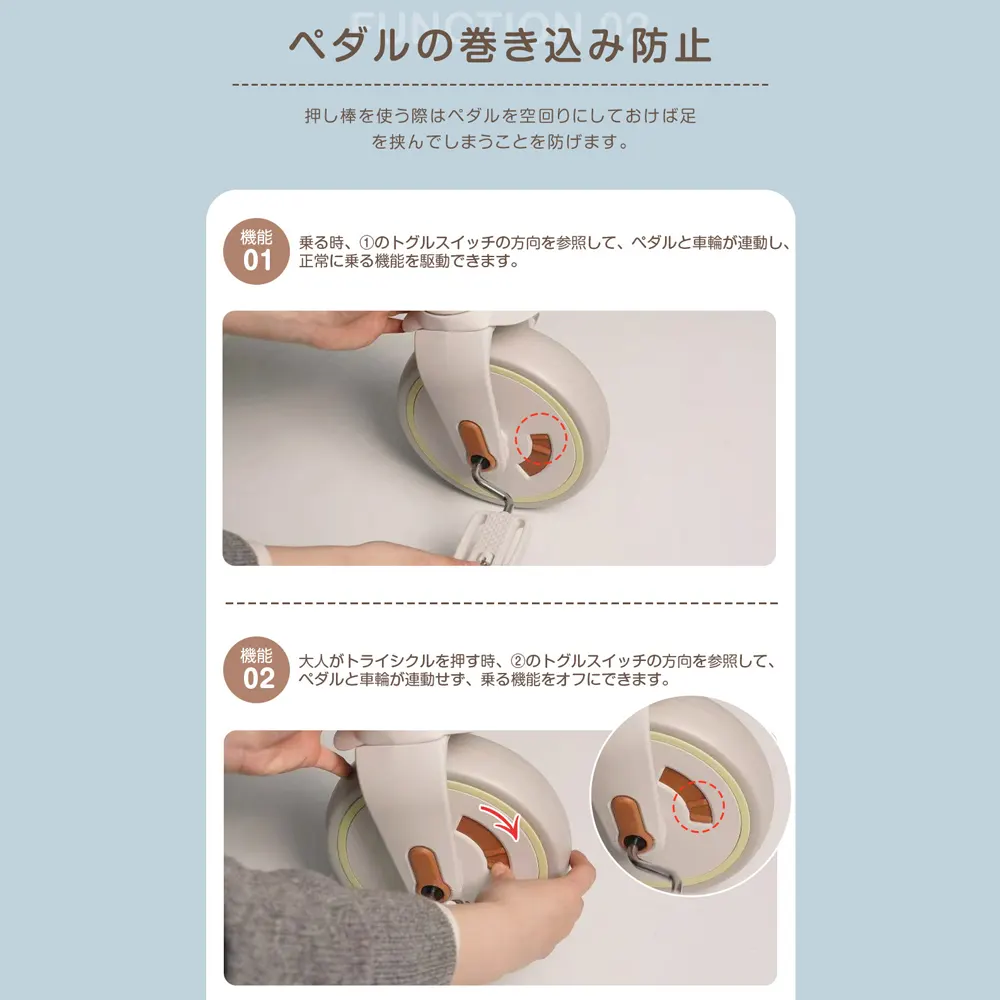 FUNCTION 03
ペダルの巻き込み防止
押し棒を使う際はペダルを空回りにしておけば足
を挟んでしまうことを防げます。
機能
01
乗る時、①のトグルスイッチの方向を参照して、ペダルと車輪が連動し、
正常に乗る機能を駆動できます。
機能
02
大人がトライシクルを押す時、②のトグルスイッチの方向を参照して、
ペダルと車輪が連動せず、乗る機能をオフにできます。